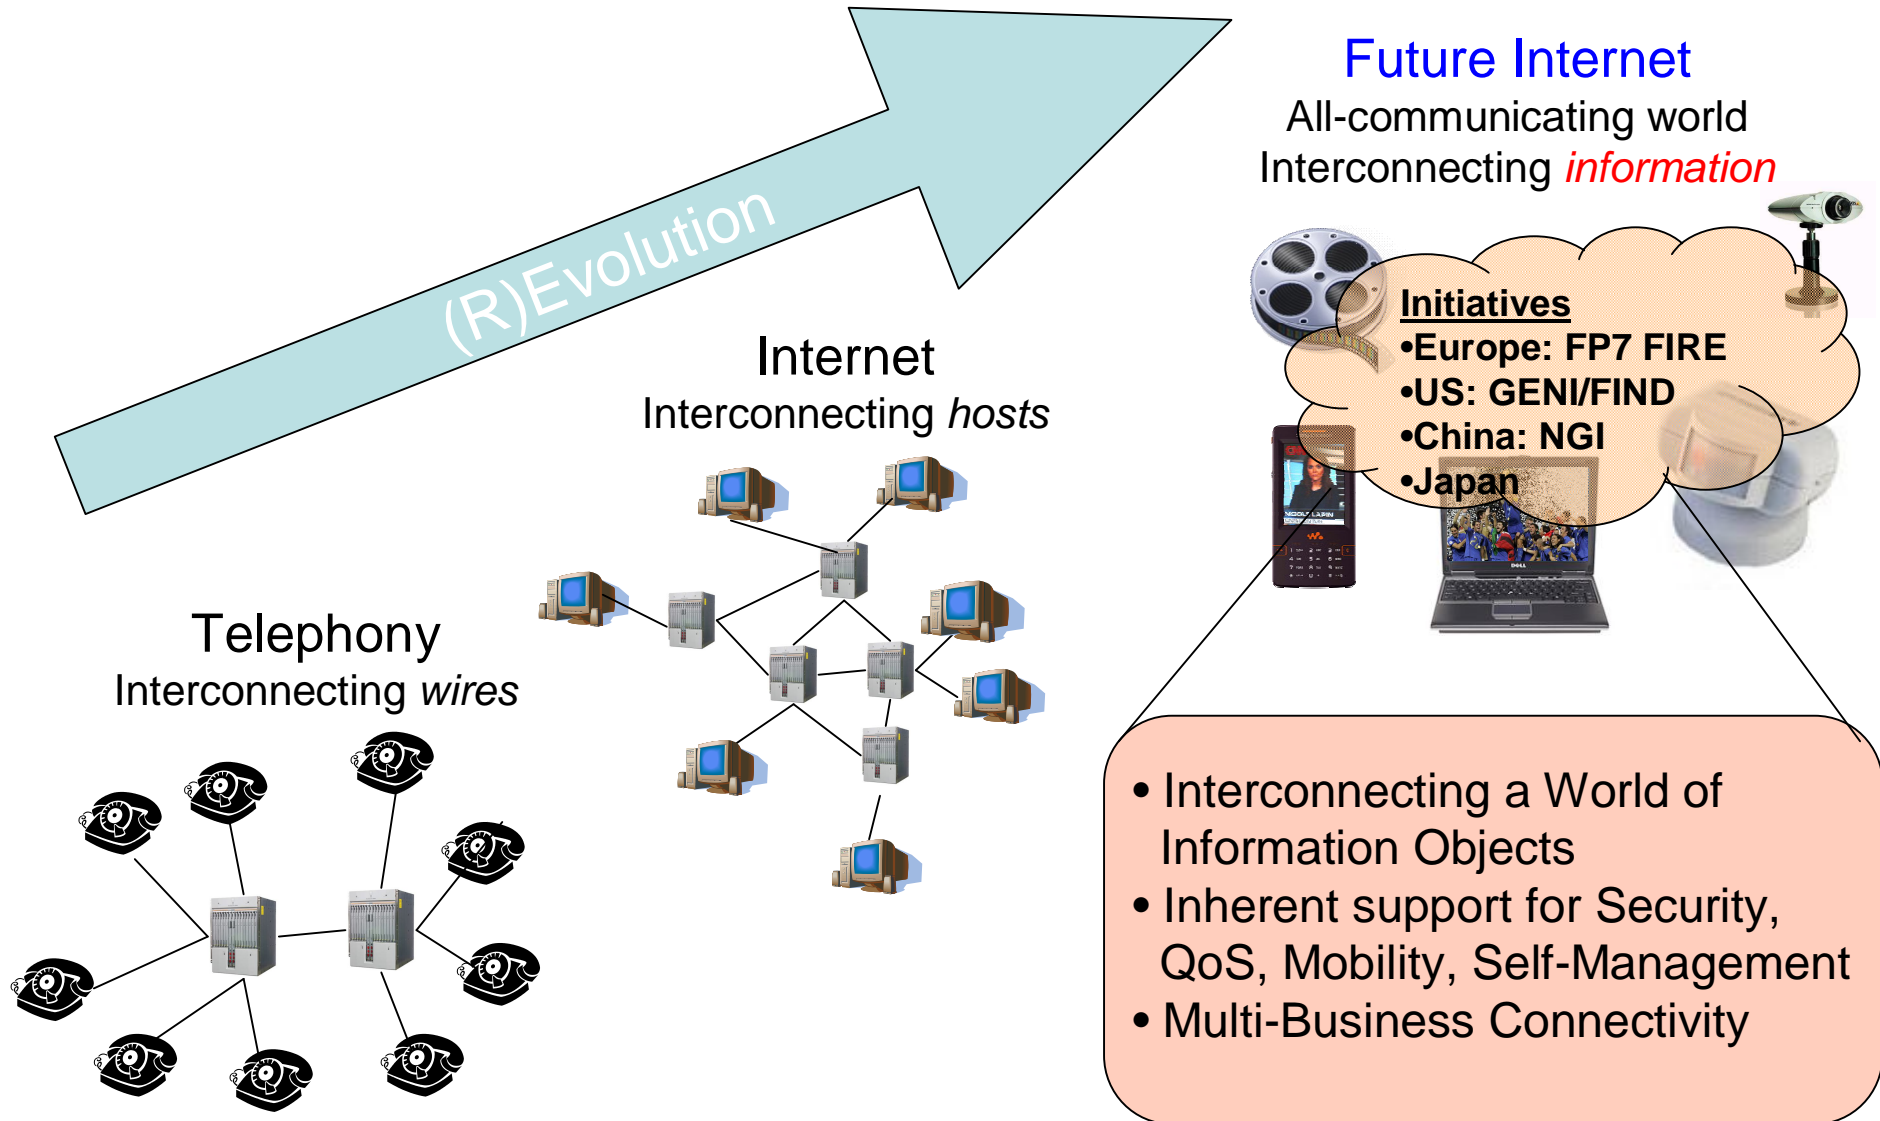 Future Internet
All-communicating world
Interconnecting information
(R)Evolution
Initiatives
•Europe: FP7 FIRE
•US: GENI/FIND
•China: NGI
•Japan
Internet
Interconnecting hosts
Telephony
Interconnecting wires
DELL
• Interconnecting a World of
Information Objects
• Inherent support for Security,
QoS, Mobility, Self-Management
• Multi-Business Connectivity